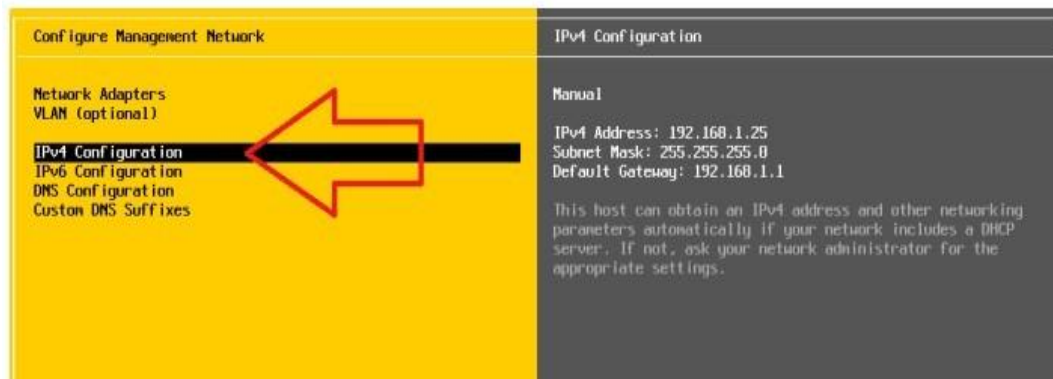 Configure Management Network
Network Adapters
VLAN (optional)
IPv4 Configuration
IPv6 Configuration
DNS Configuration
Custom DNS Suffixes
IPv4 Configuration
Manual
IPv4 Address: 192.168.1.25
Subnet Mask: 255.255.255.0
Default Gateway: 192.168.1.1
This host can obtain an IPv4 address and other networking
parameters automatically if your network includes a DHCP
server. If not, ask your network administrator for the
appropriate settings.